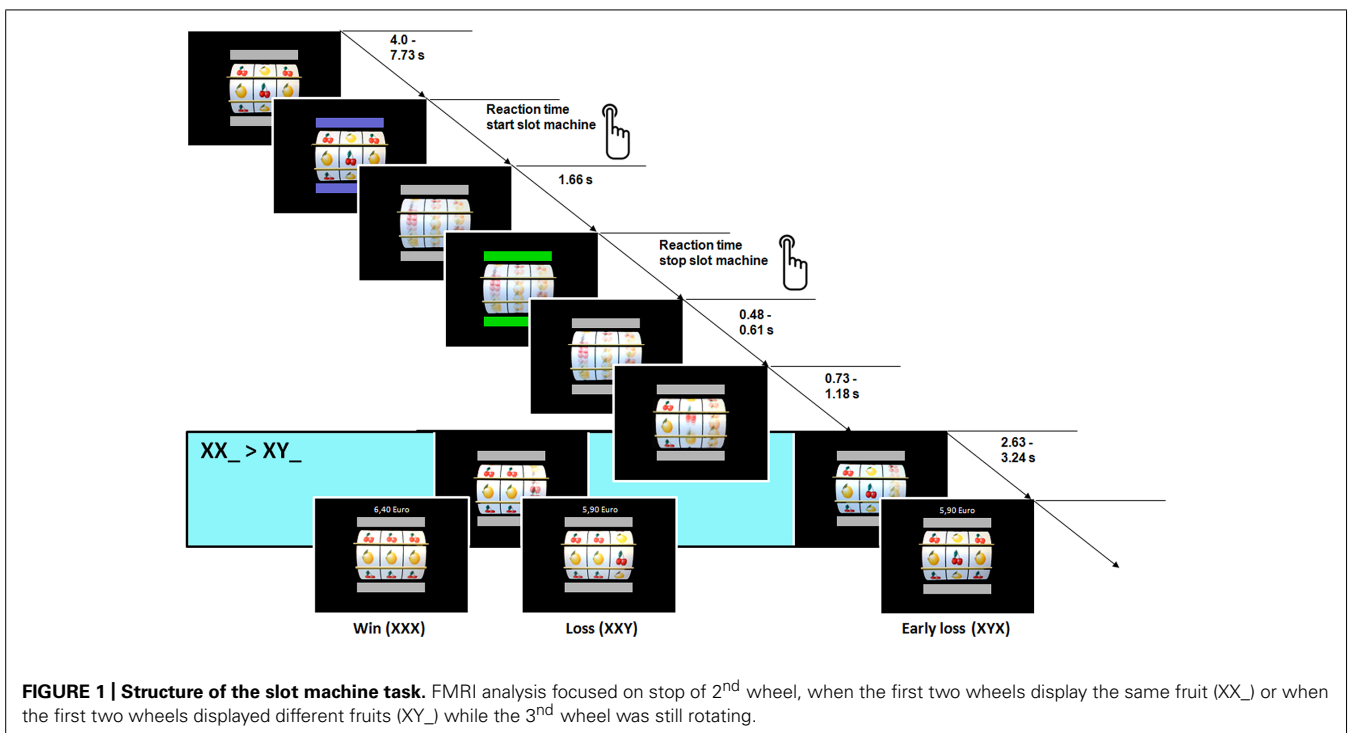 4.0 -
7.73 s
Reaction time
start slot machine
1.66 s
Reaction time
stop slot machine
0.48 -
0.61 s
0.73 -
1.18 s
XX_ > XY_
2.63 -
3.24 s
6,40 Euro
5,90 Euro
5,90 Euro
Win (XXX)
Loss (XXY)
Early loss (XYX)
FIGURE 1 | Structure of the slot machine task. FMRI analysis focused on stop of 2nd wheel, when the first two wheels display the same fruit (XX_) or when
the first two wheels displayed different fruits (XY_) while the 3nd wheel was still rotating.